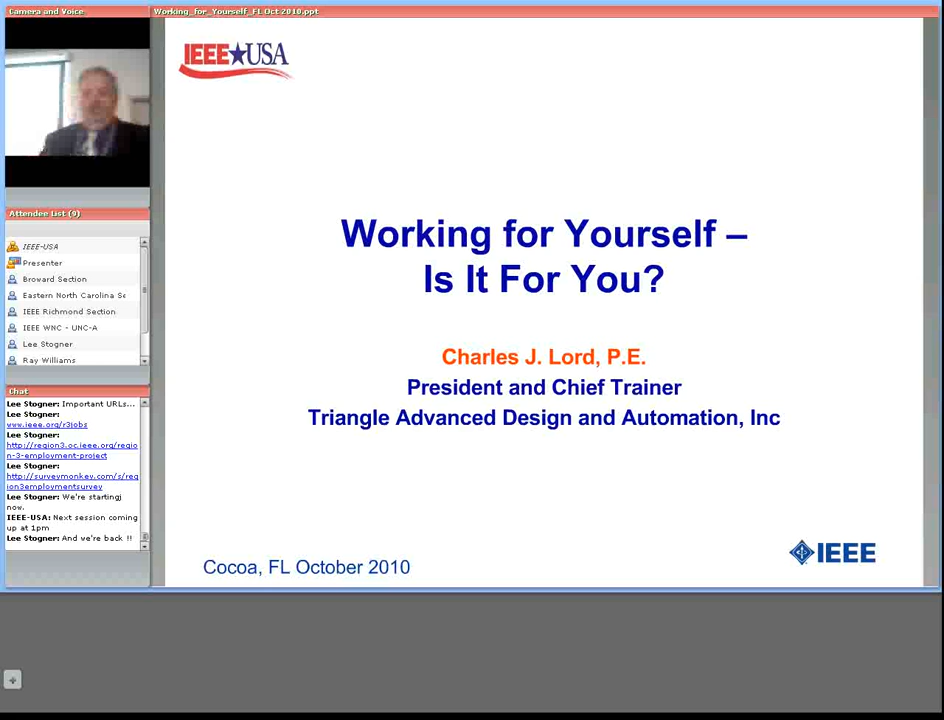 Camera and Voice
Working_for_Yourself_FL Oct 2010.ppt
IEEE★USA
Attendee List (9)
IEEE-USA
Presenter
Broward Section
Eastern North Carolina Se
IEEE Richmond Section
IEEE WNC - UNC-A
Lee Stogner
Ray Williams
Chat
Lee Stogner: Important URLs...
Lee Stogner:
www.ieee.org/r3jobs
Lee Stogner:
http://region3.oc.ieee.org/regio
n-3-employment-project
Lee Stogner:
http://surveymonkey.com/s/reg
ion3employmentsurvey
Lee Stogner: We're startingj
now.
IEEE-USA: Next session coming
up at 1pm
Lee Stogner: And we're back !!
Working for Yourself –
Is It For You?
Charles J. Lord, P.E.
President and Chief Trainer
Triangle Advanced Design and Automation, Inc
Cocoa, FL October 2010
IEEE